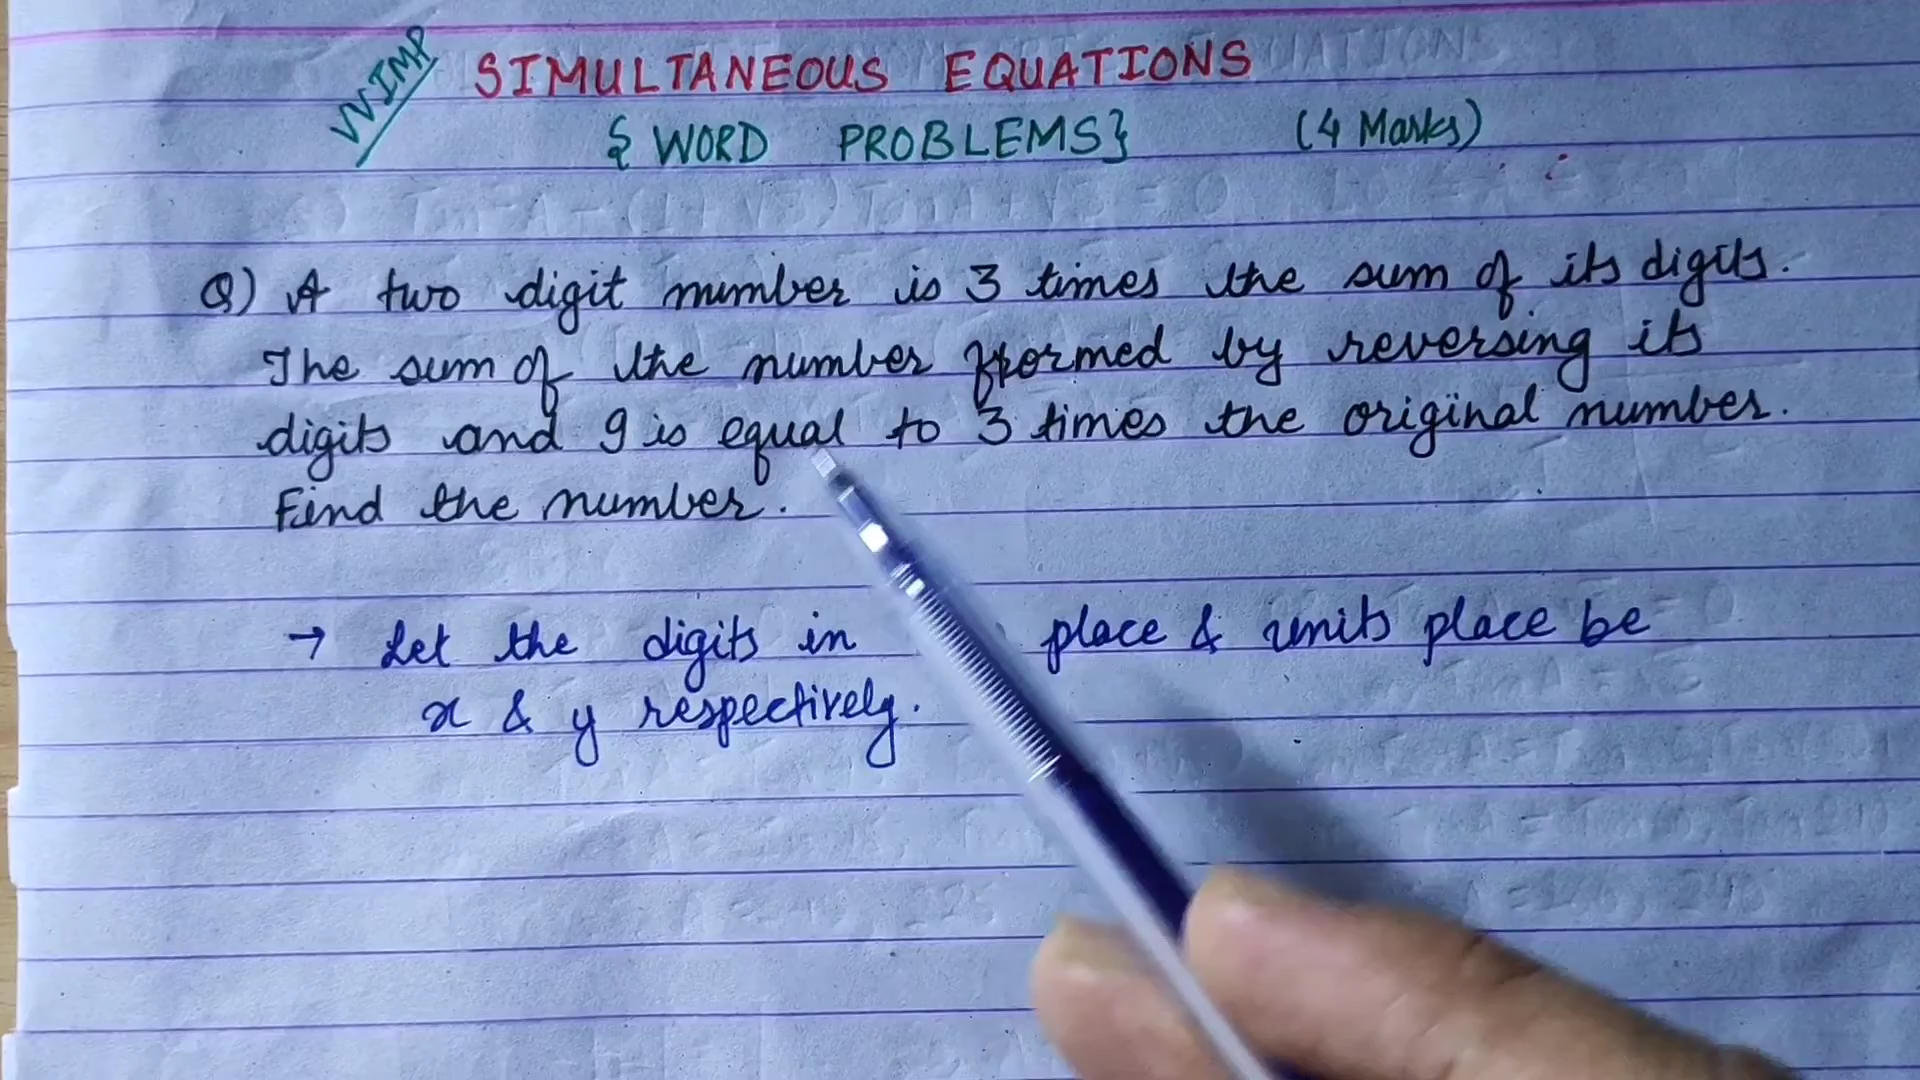 VVIMP
SIMULTANEOUS EQUATIONS
{WORD PROBLEMS} (4 Marks)
Q) A two digit number is 3 times the sum of its digits.
The sum of the number formed by reversing its
digits and 9 is equal to 3 times the original number.
Find the number.
→ Let the digits in place & units place be
x & y respectively.